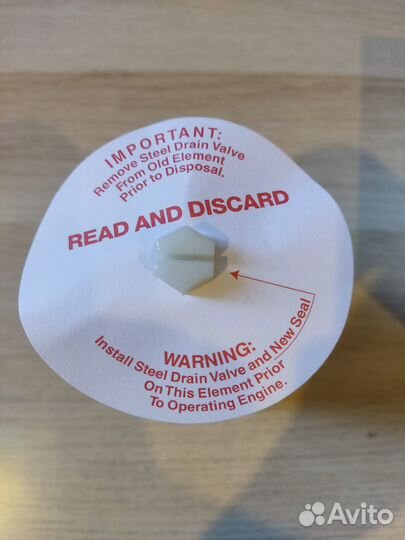 IMPORTANT:
Remove Steel Drain Valve
From Old Element
Prior to Disposal.
READ AND DISCARD
WARNING:
Install Steel Drain Valve and New Seal
On This Element Prior
To Operating Engine.
Avito